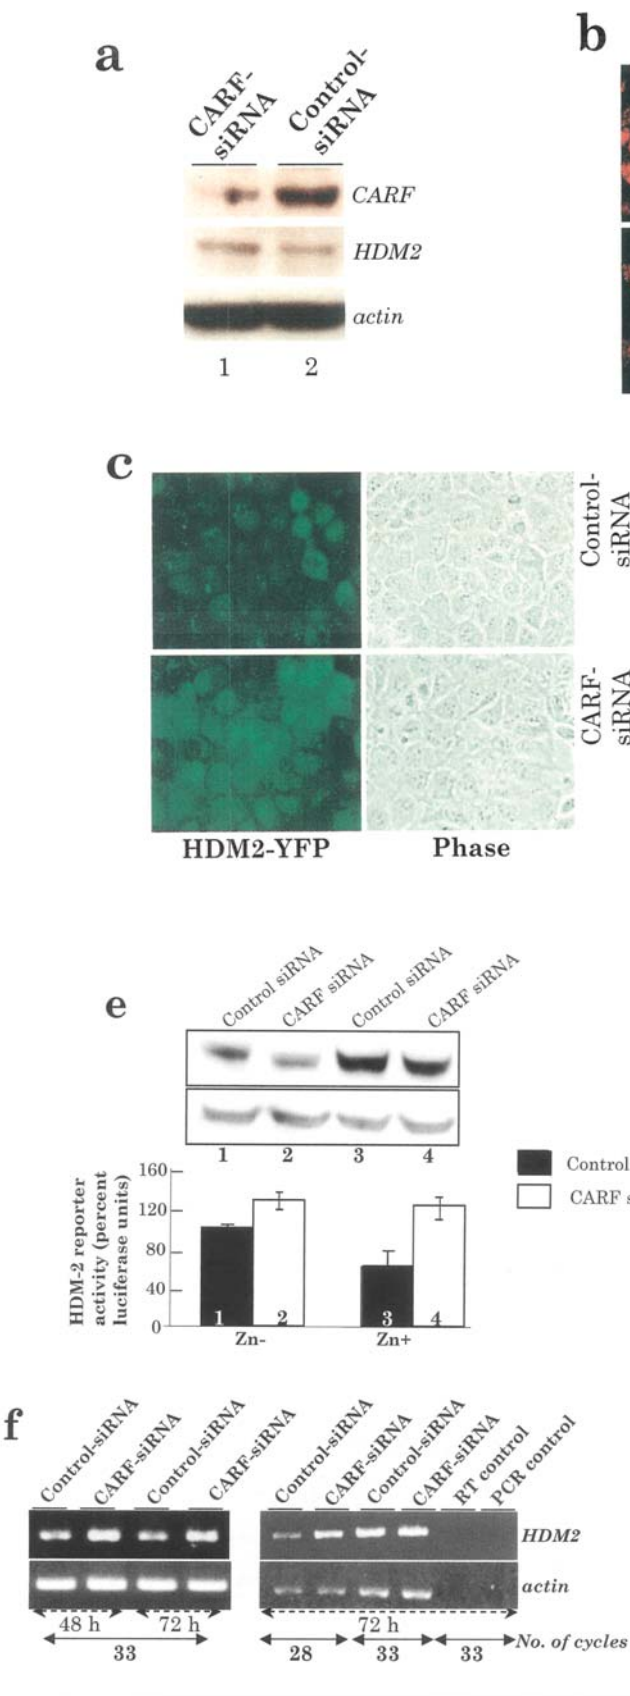 a
b
CARF-
siRNA
Control-
siRNA
CARF
HDM2
actin
1 2
c
Control-
siRNA
CARF-
siRNA
HDM2-YFP Phase
e
Control siRNA
CARF siRNA
Control siRNA
CARF siRNA
1 2 3 4
HDM-2 reporter
activity (percent
luciferase units)
160
120
80
40
0
1 2 3 4
Zn- Zn+
Control
CARF s
f
Control-siRNA
CARF-siRNA
Control-siRNA
CARF-siRNA
Control-siRNA
CARF-siRNA
Control-siRNA
CARF-siRNA
RT control
PCR control
HDM2
actin
48 h 72 h 72 h
No. of cycles
33 28 33 33